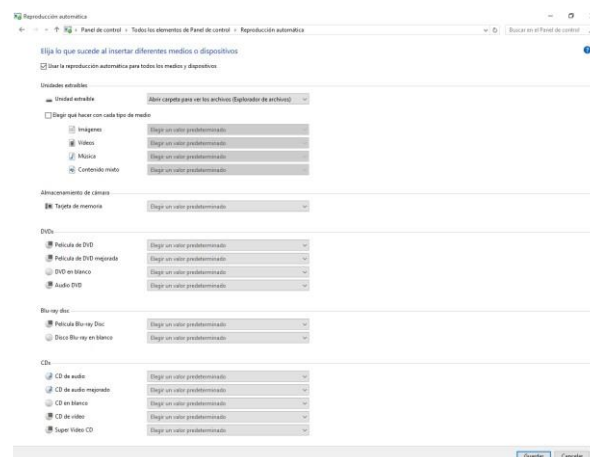 Reproducción automática
Panel de control › Todos los elementos de Panel de control › Reproducción automática
Buscar en el Panel de control
Elija lo que sucede al insertar diferentes medios o dispositivos
Usar la reproducción automática para todos los medios y dispositivos
Unidades extraíbles
Unidad extraíble Abrir carpeta para ver los archivos (Explorador de archivos)
Elegir qué hacer con cada tipo de medio
Imágenes Elegir un valor predeterminado
Vídeos Elegir un valor predeterminado
Música Elegir un valor predeterminado
Contenido mixto Elegir un valor predeterminado
Almacenamiento de cámara
Tarjeta de memoria Elegir un valor predeterminado
DVDs
Película de DVD Elegir un valor predeterminado
Película de DVD mejorada Elegir un valor predeterminado
DVD en blanco Elegir un valor predeterminado
Audio DVD Elegir un valor predeterminado
Blu-ray disc
Película Blu-ray Disc Elegir un valor predeterminado
Disco Blu-ray en blanco Elegir un valor predeterminado
CDs
CD de audio Elegir un valor predeterminado
CD de audio mejorado Elegir un valor predeterminado
CD en blanco Elegir un valor predeterminado
CD de vídeo Elegir un valor predeterminado
Super Video CD Elegir un valor predeterminado
Guardar Cancelar